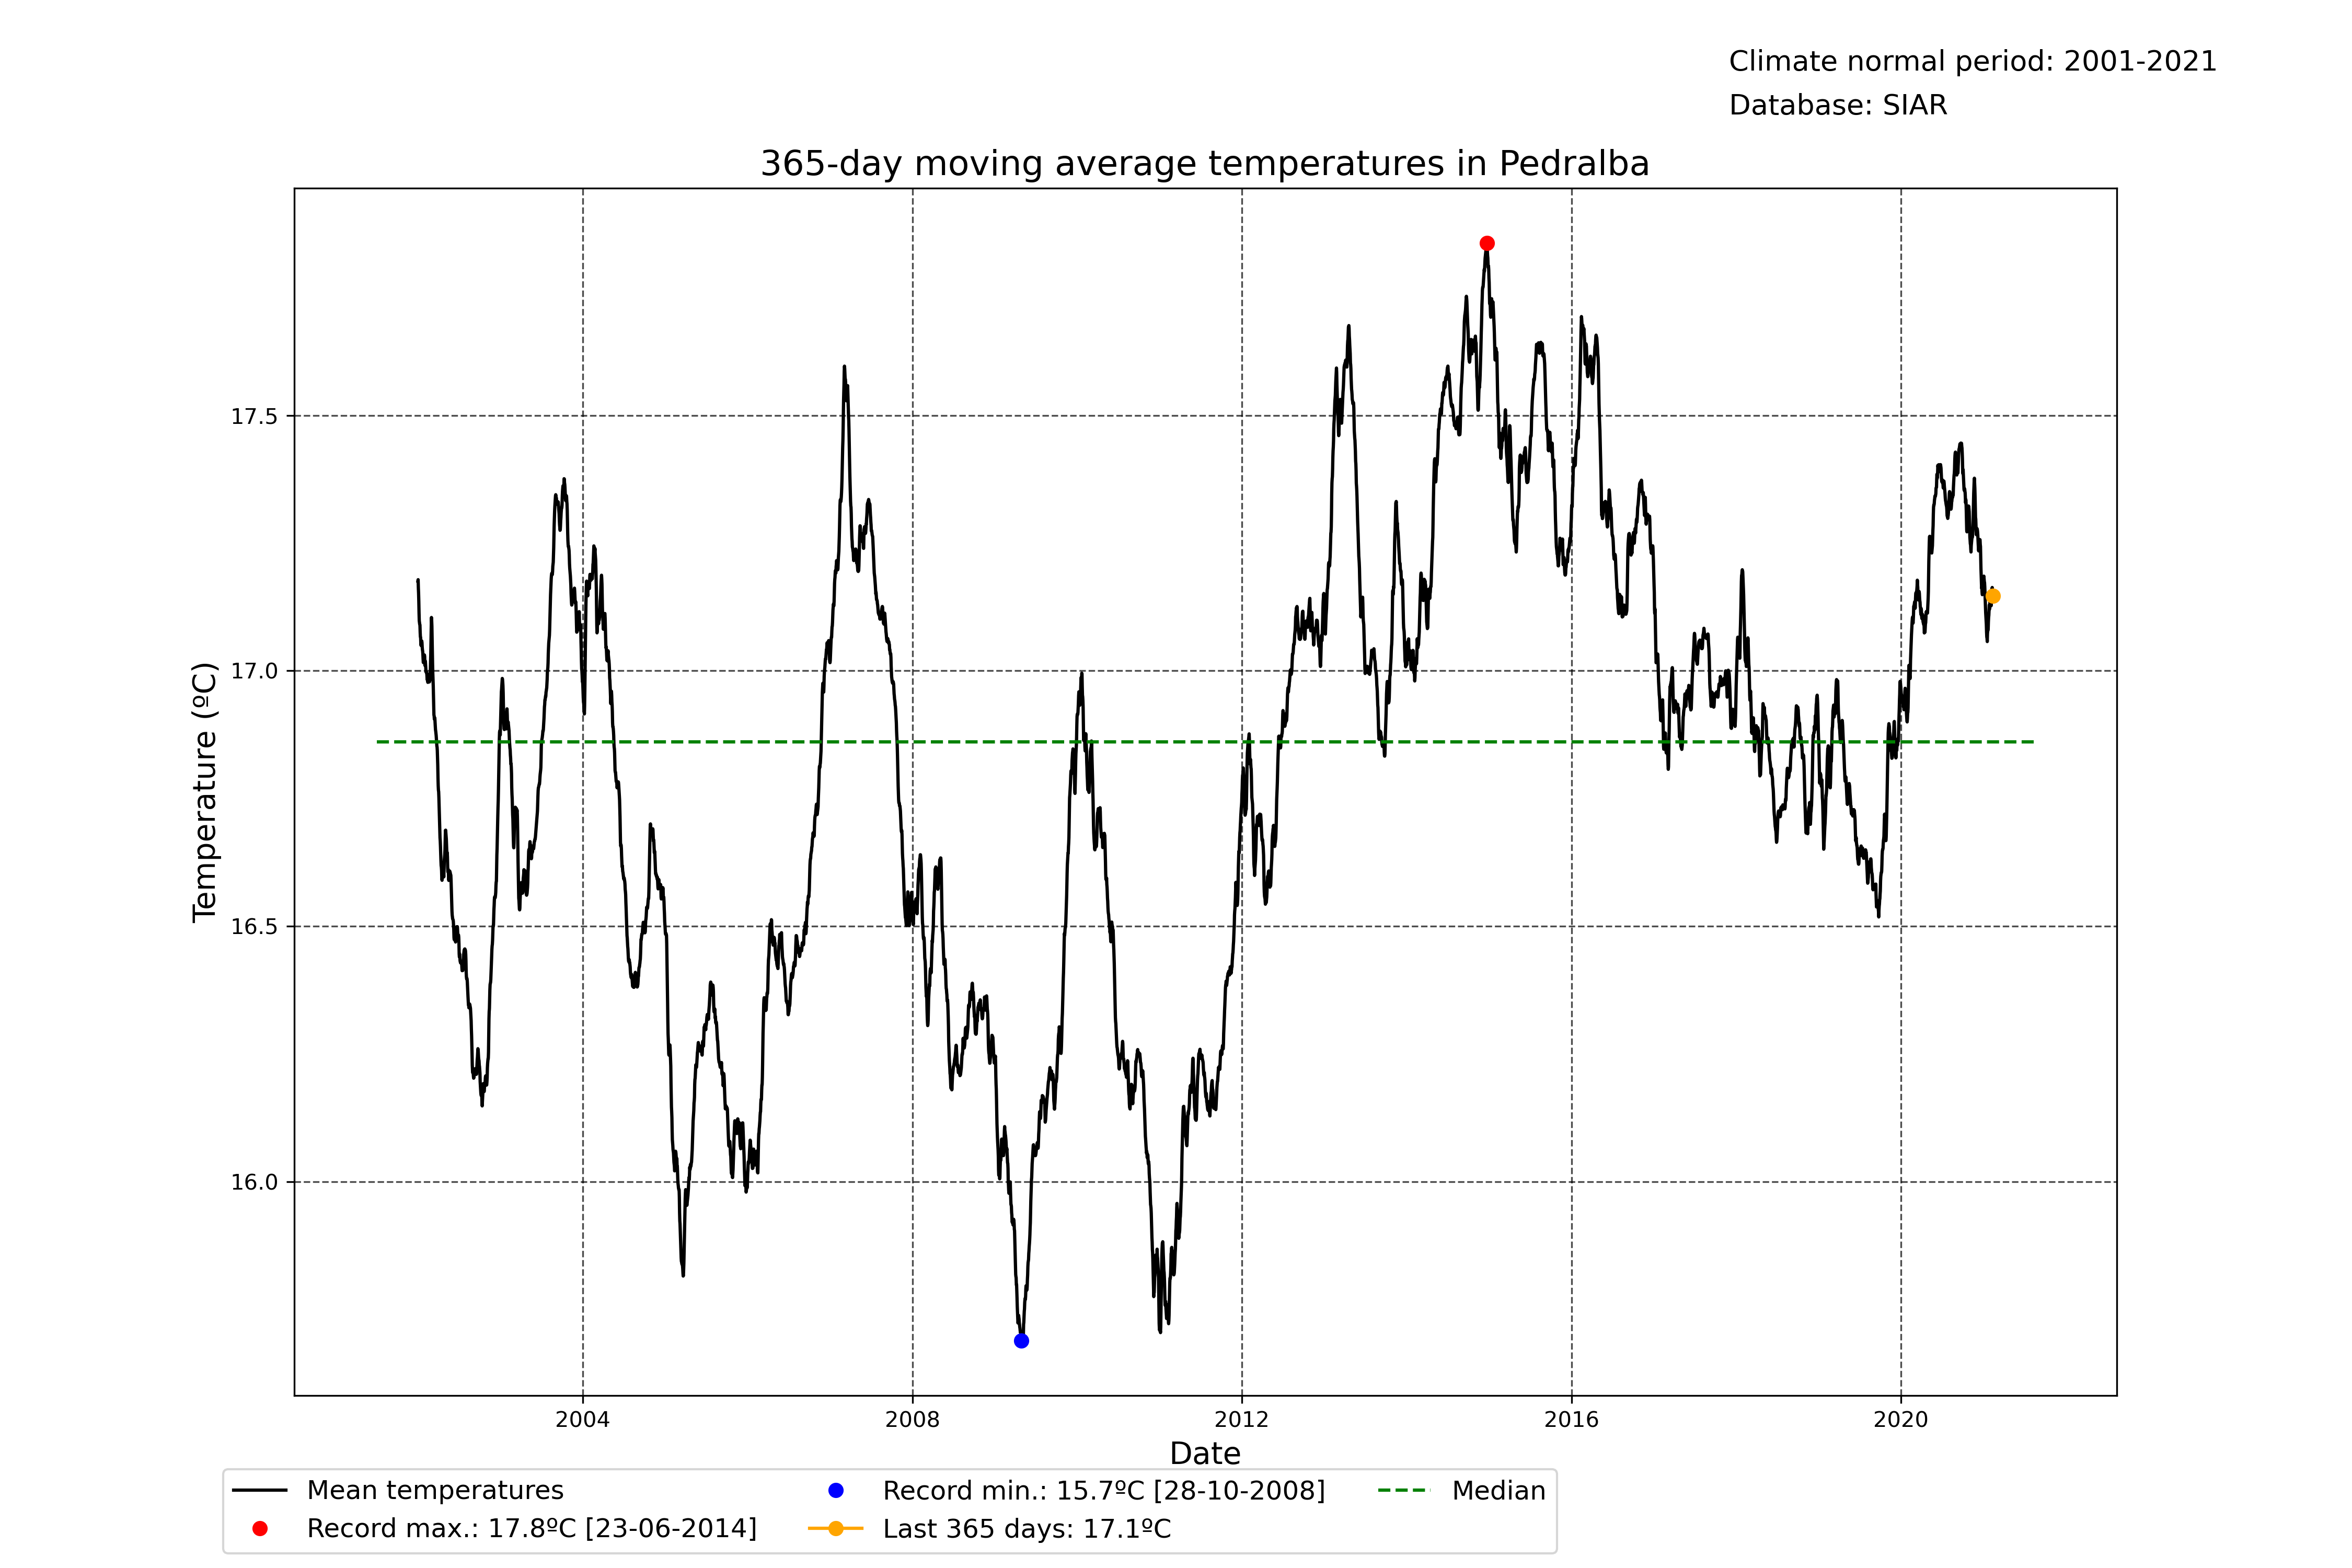 Climate normal period: 2001-2021
Database: SIAR
365-day moving average temperatures in Pedralba
Temperature (ºC)
17.5
17.0
16.5
16.0
2004
2008
2012
2016
2020
Date
Mean temperatures
Record max.: 17.8ºC [23-06-2014]
Record min.: 15.7ºC [28-10-2008]
Last 365 days: 17.1ºC
Median